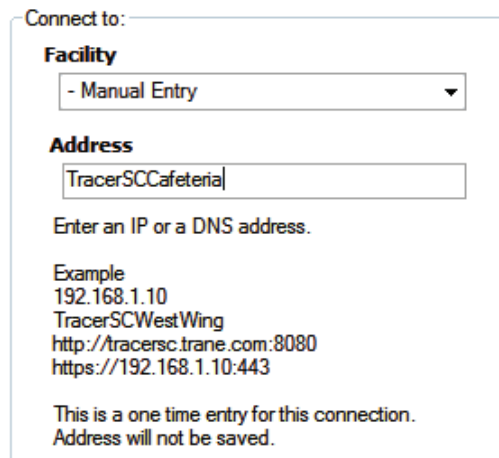 Connect to:
Facility
- Manual Entry
Address
TracerSCCafeteria
Enter an IP or a DNS address.
Example
192.168.1.10
TracerSCWestWing
http://tracersc.trane.com:8080
https://192.168.1.10:443
This is a one time entry for this connection.
Address will not be saved.